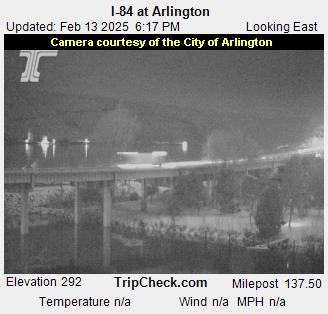 I-84 at Arlington
Updated: Feb 13 2025 6:17 PM Looking East
Camera courtesy of the City of Arlington
Elevation 292 TripCheck.com Milepost 137.50
Temperature n/a Wind n/a MPH n/a